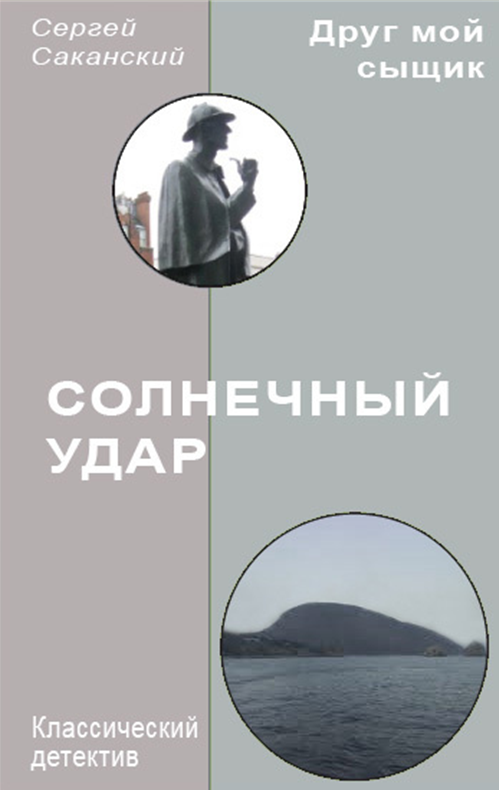 Сергей
Саканский
Друг мой
сыщик
СОЛНЕЧНЫЙ
УДАР
Классический
детектив